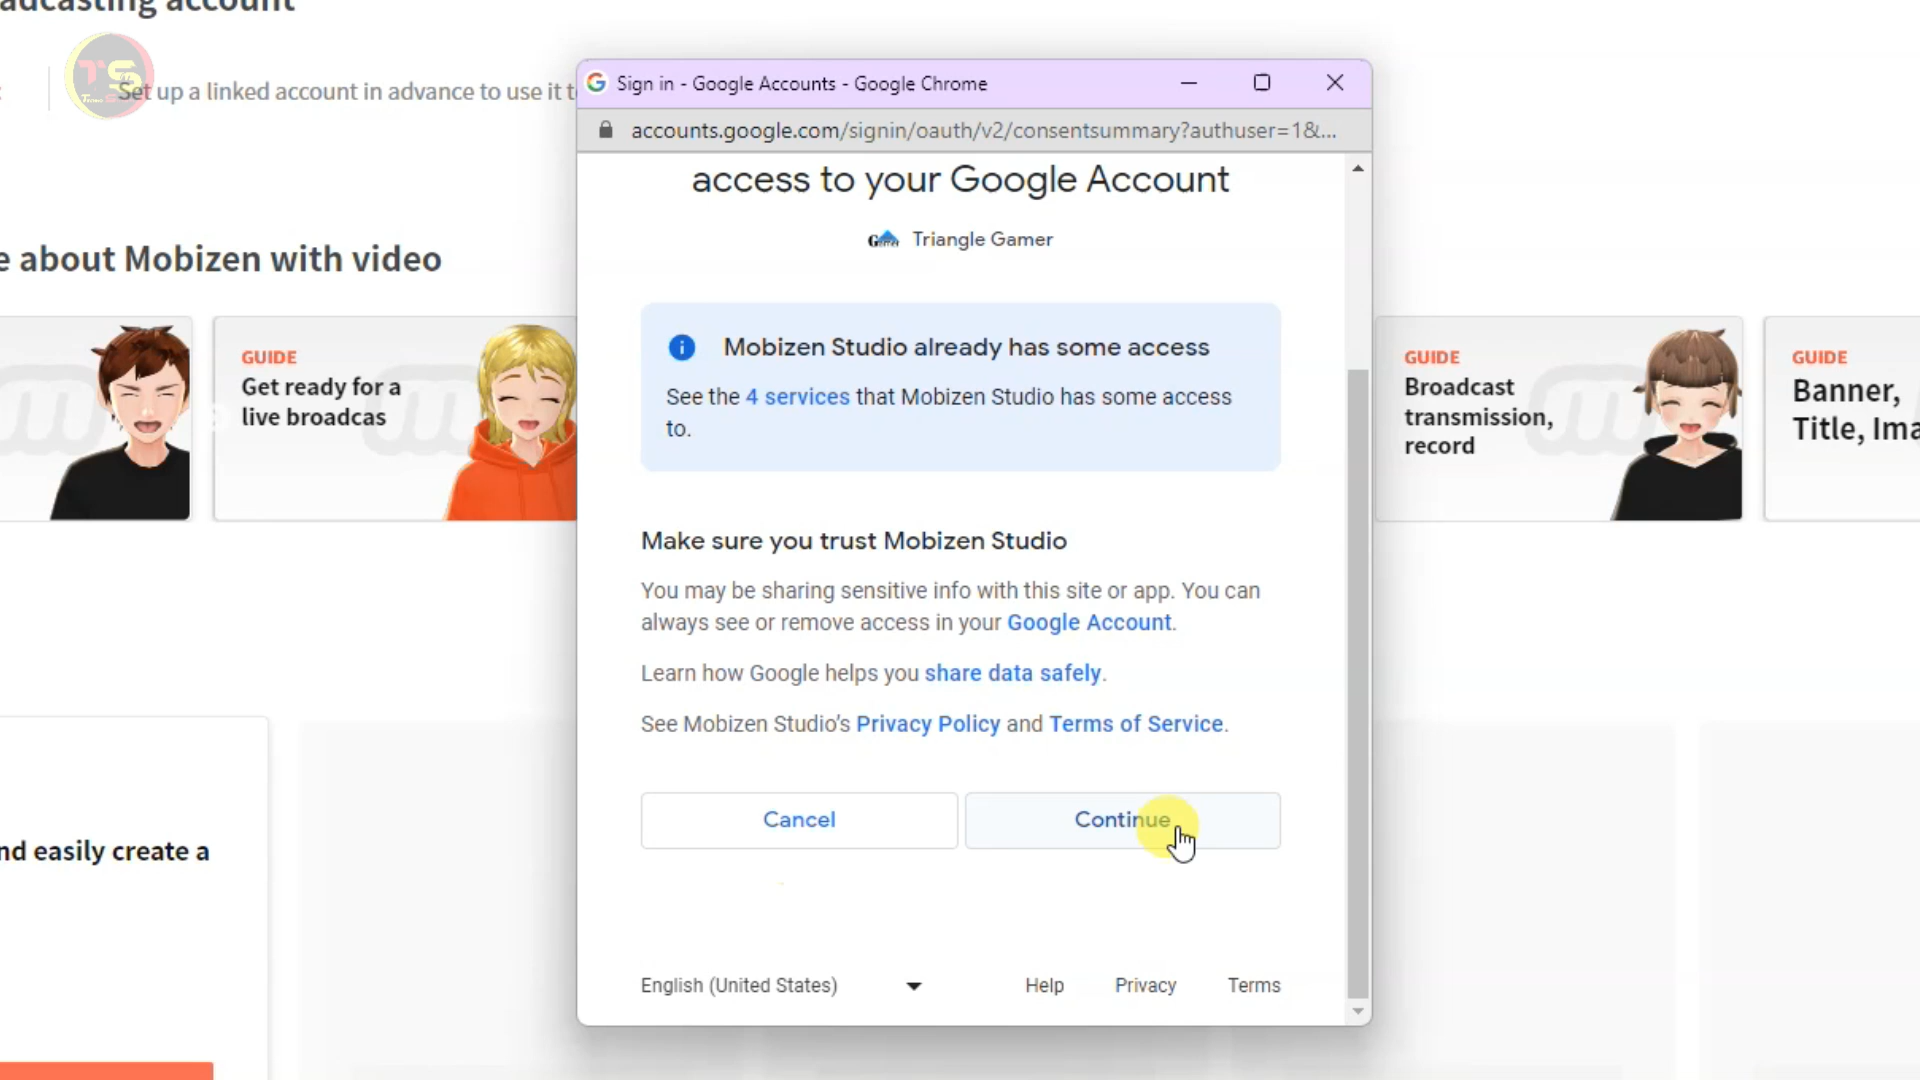 adcasting account
TS
Set up a linked account in advance to use it t
Sign in - Google Accounts - Google Chrome
accounts.google.com/signin/oauth/v2/consentsummary?authuser=1&...
access to your Google Account
Triangle Gamer
e about Mobizen with video
Mobizen Studio already has some access
See the 4 services that Mobizen Studio has some access
to.
GUIDE
Get ready for a
live broadcas
GUIDE
Broadcast
transmission,
record
GUIDE
Banner,
Title, Ima
Make sure you trust Mobizen Studio
You may be sharing sensitive info with this site or app. You can
always see or remove access in your Google Account.
Learn how Google helps you share data safely.
See Mobizen Studio's Privacy Policy and Terms of Service.
Cancel
Continue
nd easily create a
English (United States)
Help
Privacy
Terms